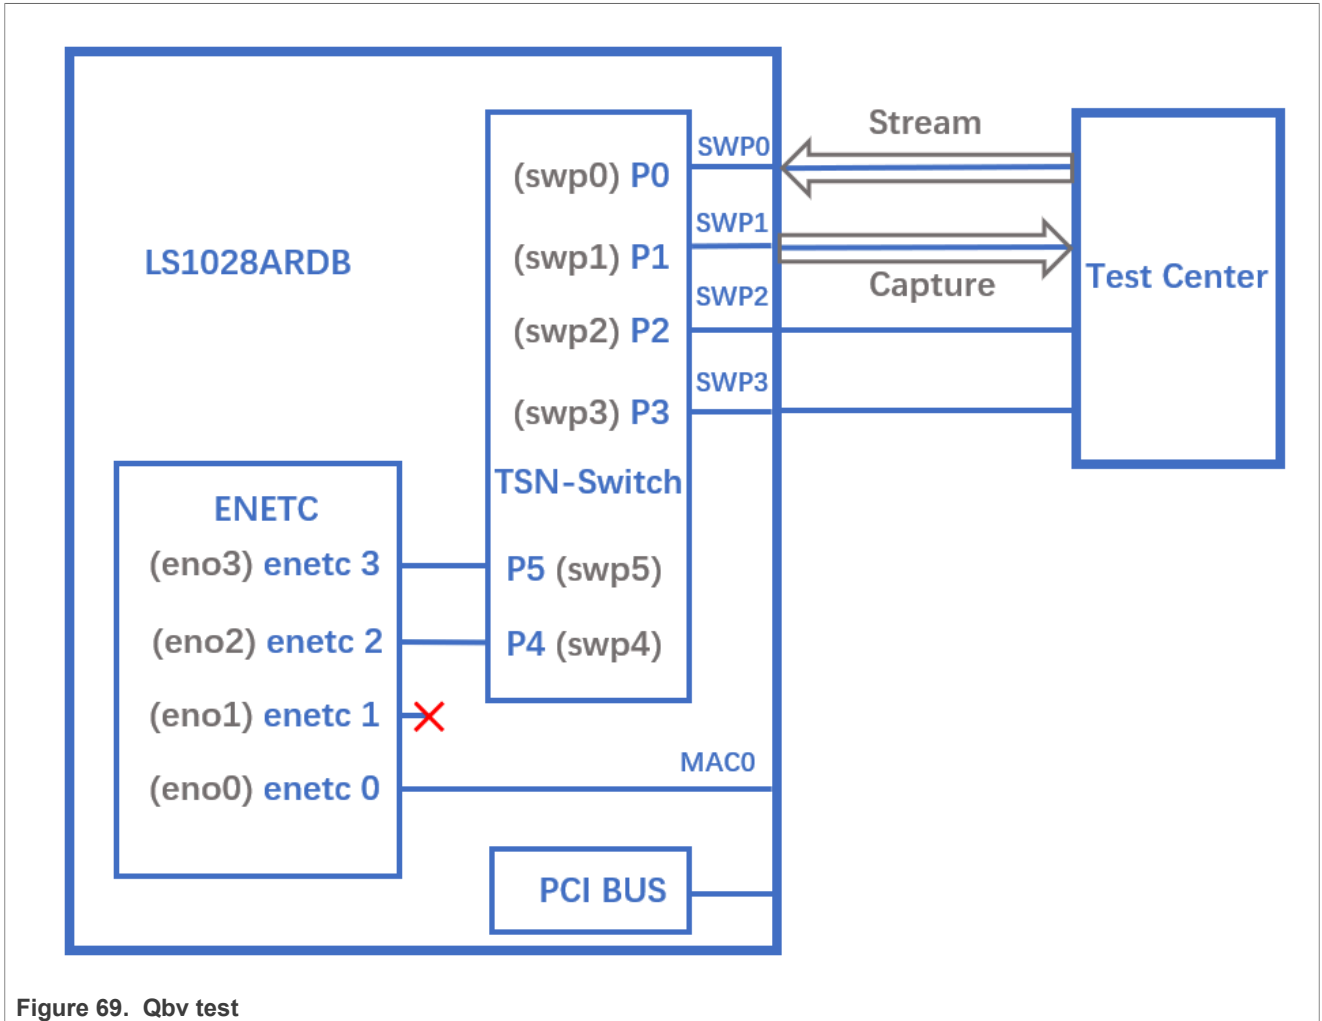 Stream
SWP0
(swp0) P0
SWP1
(swp1) P1
LS1028ARDB
Capture
Test Center
SWP2
(swp2) P2
SWP3
(swp3) P3
TSN-Switch
ENETC
(eno3) enetc 3
P5 (swp5)
(eno2) enetc 2
P4 (swp4)
(eno1) enetc 1
MAC0
(eno0) enetc 0
PCI BUS
Figure 69. Qbv test